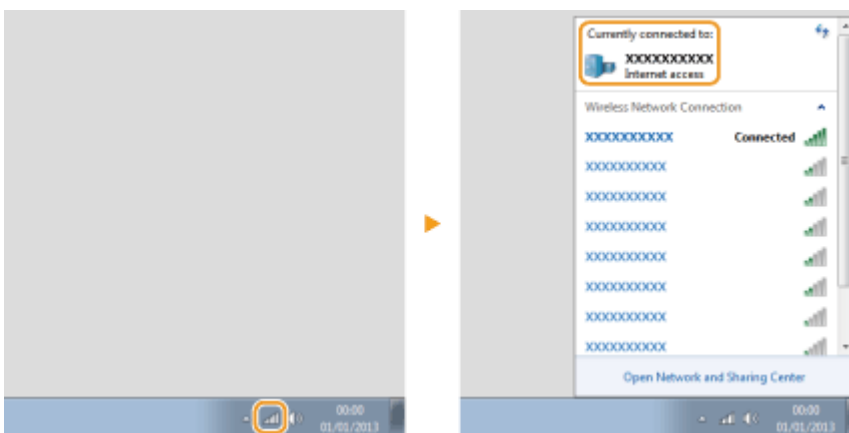 00:00
01/01/2013
Currently connected to:
XXXXXXXXXX
Internet access
Wireless Network Connection
XXXXXXXXXX Connected
XXXXXXXXXX
XXXXXXXXXX
XXXXXXXXXX
XXXXXXXXXX
XXXXXXXXXX
XXXXXXXXXX
XXXXXXXXXX
Open Network and Sharing Center
00:00
01/01/2013